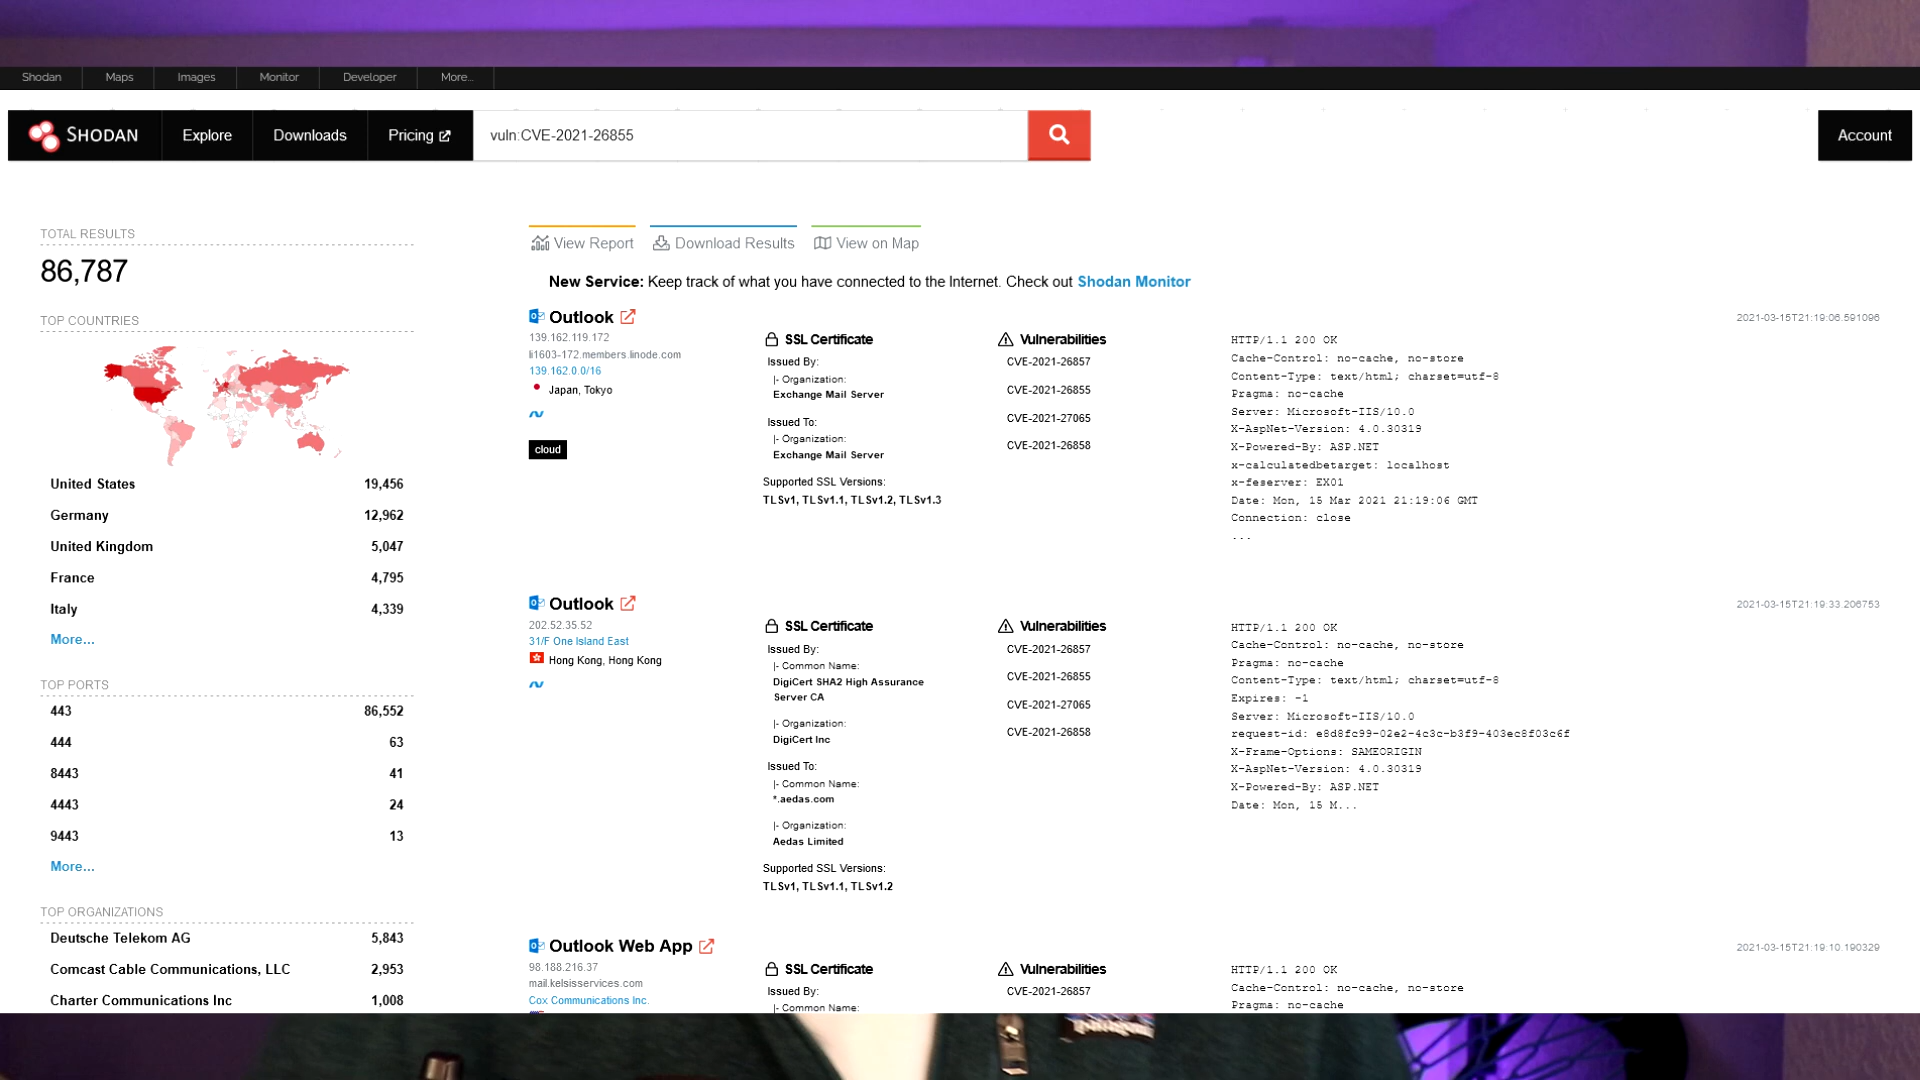 Shodan Maps Images Monitor Developer More...
SHODAN Explore Downloads Pricing vuln:CVE-2021-26855 Account
TOTAL RESULTS
86,787
TOP COUNTRIES
United States 19,456
Germany 12,962
United Kingdom 5,047
France 4,795
Italy 4,339
More...
TOP PORTS
443 86,552
444 63
8443 41
4443 24
9443 13
More...
TOP ORGANIZATIONS
Deutsche Telekom AG 5,843
Comcast Cable Communications, LLC 2,953
Charter Communications Inc 1,008
View Report Download Results View on Map
New Service: Keep track of what you have connected to the Internet. Check out Shodan Monitor
Outlook
139.162.119.172
li1603-172.members.linode.com
139.162.0.0/16
Japan, Tokyo
cloud
SSL Certificate
Issued By:
|- Organization:
Exchange Mail Server
Issued To:
|- Organization:
Exchange Mail Server
Supported SSL Versions:
TLSv1, TLSv1.1, TLSv1.2, TLSv1.3
Vulnerabilities
CVE-2021-26857
CVE-2021-26855
CVE-2021-27065
CVE-2021-26858
2021-03-15T21:19:06.591096
HTTP/1.1 200 OK
Cache-Control: no-cache, no-store
Content-Type: text/html; charset=utf-8
Pragma: no-cache
Server: Microsoft-IIS/10.0
X-AspNet-Version: 4.0.30319
X-Powered-By: ASP.NET
x-calculatedbetarget: localhost
x-feserver: EX01
Date: Mon, 15 Mar 2021 21:19:06 GMT
Connection: close
...
Outlook
202.52.35.52
31/F One Island East
Hong Kong, Hong Kong
SSL Certificate
Issued By:
|- Common Name:
DigiCert SHA2 High Assurance
Server CA
|- Organization:
DigiCert Inc
Issued To:
|- Common Name:
*.aedas.com
|- Organization:
Aedas Limited
Supported SSL Versions:
TLSv1, TLSv1.1, TLSv1.2
Vulnerabilities
CVE-2021-26857
CVE-2021-26855
CVE-2021-27065
CVE-2021-26858
2021-03-15T21:19:33.206753
HTTP/1.1 200 OK
Cache-Control: no-cache, no-store
Pragma: no-cache
Content-Type: text/html; charset=utf-8
Expires: -1
Server: Microsoft-IIS/10.0
request-id: e8d8fc99-02e2-4c3c-b3f9-403ec8f03c6f
X-Frame-Options: SAMEORIGIN
X-AspNet-Version: 4.0.30319
X-Powered-By: ASP.NET
Date: Mon, 15 M...
Outlook Web App
98.188.216.37
mail.kelsisservices.com
Cox Communications Inc.
SSL Certificate
Issued By:
|- Common Name:
Vulnerabilities
CVE-2021-26857
2021-03-15T21:19:10.190329
HTTP/1.1 200 OK
Cache-Control: no-cache, no-store
Pragma: no-cache